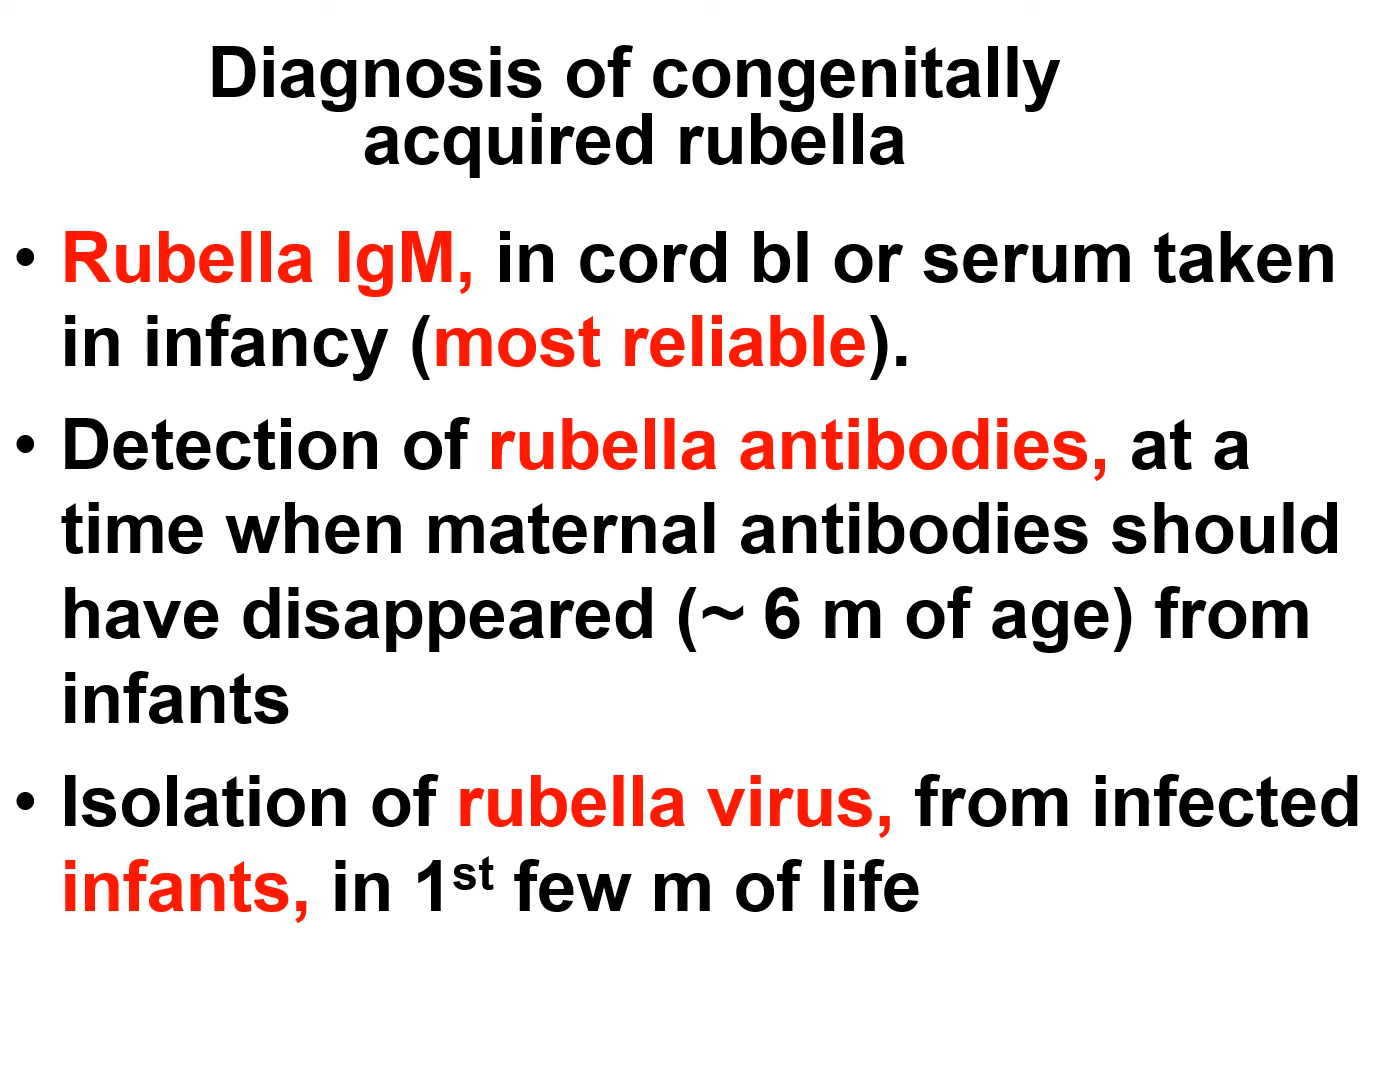 Diagnosis of congenitally
acquired rubella
• Rubella IgM, in cord bl or serum taken
in infancy (most reliable).
• Detection of rubella antibodies, at a
time when maternal antibodies should
have disappeared (~ 6 m of age) from
infants
• Isolation of rubella virus, from infected
infants, in 1st few m of life